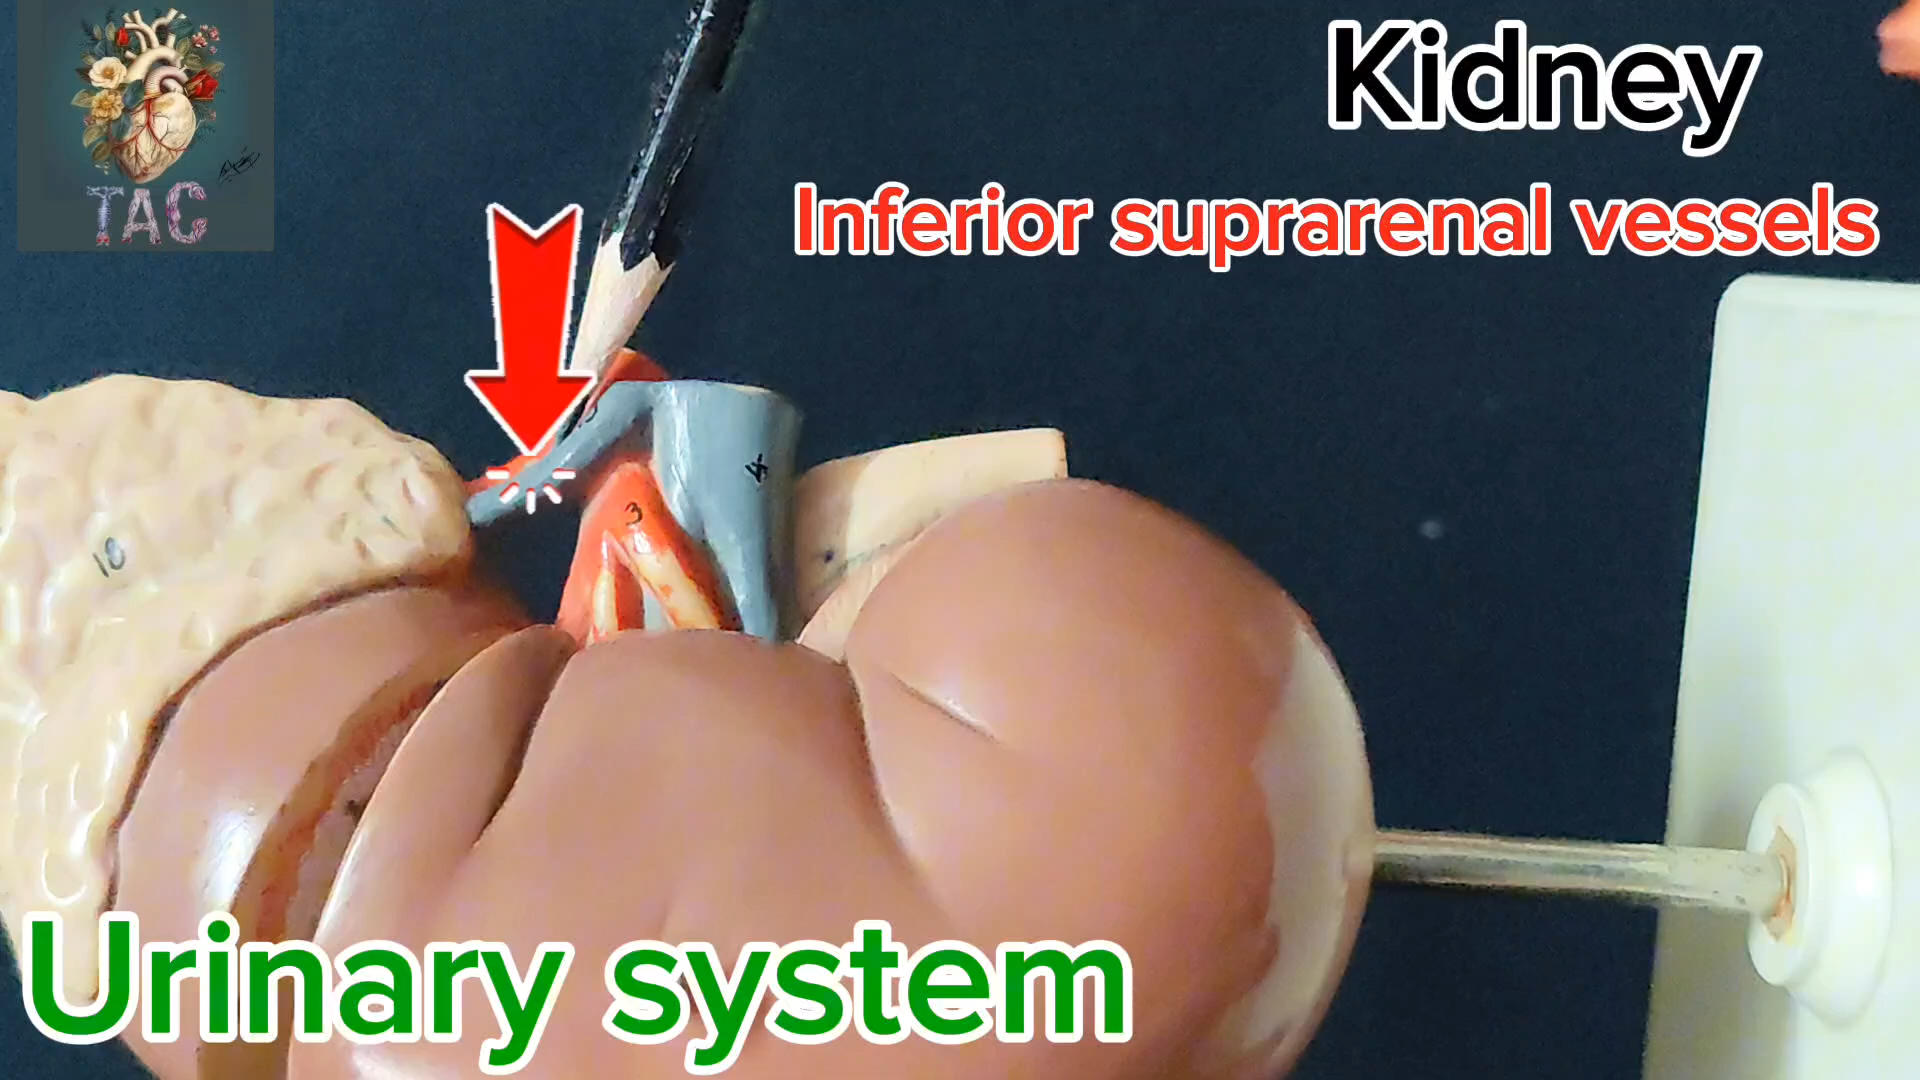 TAC
Kidney
Inferior suprarenal vessels
4
3
10
Urinary system